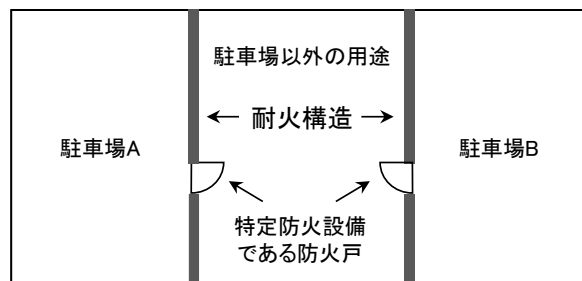 駐車場以外の用途
耐火構造
駐車場A
駐車場B
特定防火設備
である防火戸